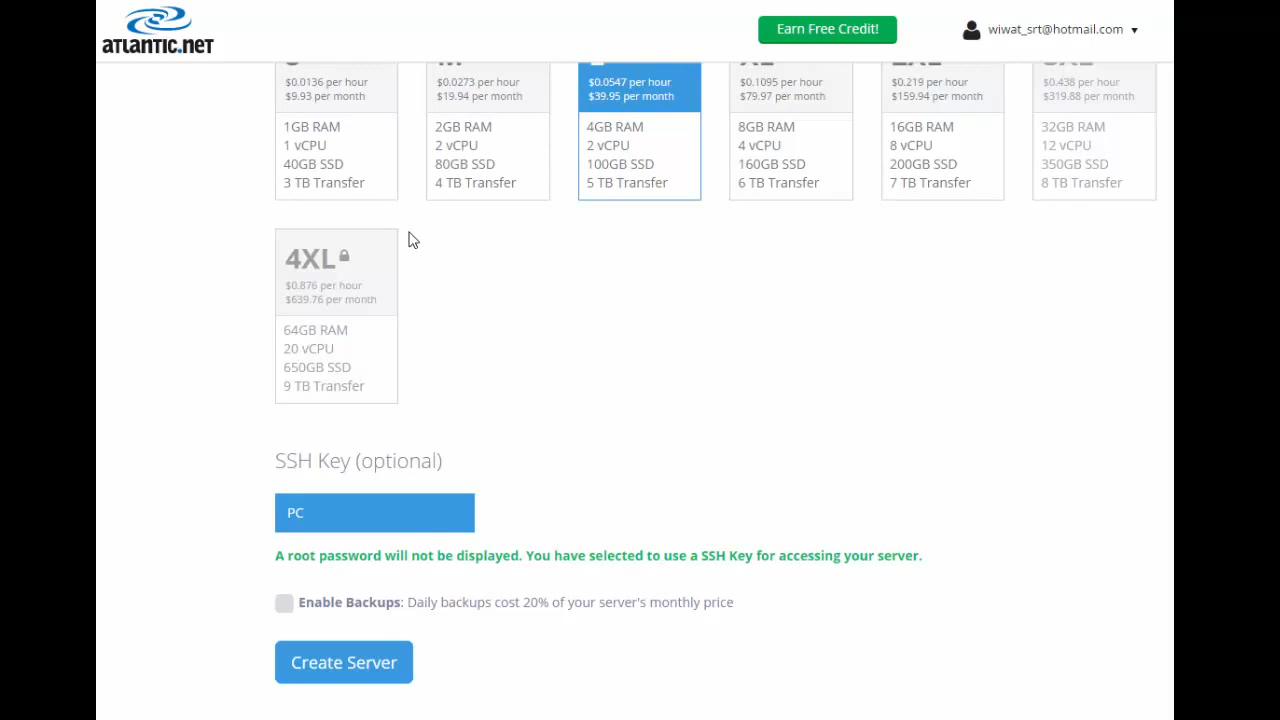 ATLANTIC.NET
Earn Free Credit!
wiwat_srt@hotmail.com
$0.0136 per hour
$9.93 per month
1GB RAM
1 vCPU
40GB SSD
3 TB Transfer
$0.0273 per hour
$19.94 per month
2GB RAM
2 vCPU
80GB SSD
4 TB Transfer
$0.0547 per hour
$39.95 per month
4GB RAM
2 vCPU
100GB SSD
5 TB Transfer
$0.1095 per hour
$79.97 per month
8GB RAM
4 vCPU
160GB SSD
6 TB Transfer
$0.219 per hour
$159.94 per month
16GB RAM
8 vCPU
200GB SSD
7 TB Transfer
$0.438 per hour
$319.88 per month
32GB RAM
12 vCPU
350GB SSD
8 TB Transfer
4XL
$0.876 per hour
$639.76 per month
64GB RAM
20 vCPU
650GB SSD
9 TB Transfer
SSH Key (optional)
PC
A root password will not be displayed. You have selected to use a SSH Key for accessing your server.
Enable Backups: Daily backups cost 20% of your server's monthly price
Create Server